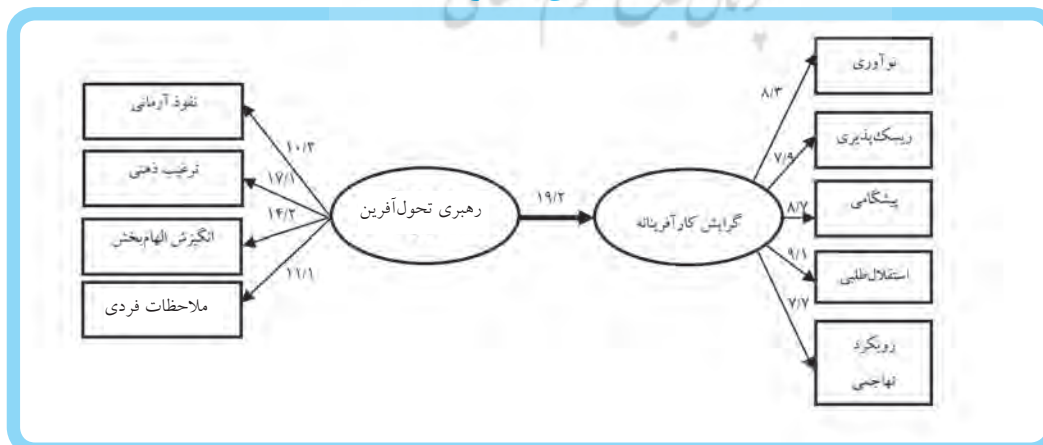 نوآوری
۸/۳
نفوذ آرمانی
ریسک‌پذیری
۱۰/۳
۷/۹
ترغیب ذهنی
۱۷/۱
۱۹/۲
رهبری تحول‌آفرین
گرایش کارآفرینانه
۸/۷
پیشگامی
۱۴/۲
انگیزش الهام‌بخش
۹/۱
استقلال‌طلبی
۱۱/۱
ملاحظات فردی
۷/۷
رویکرد
تهاجمی